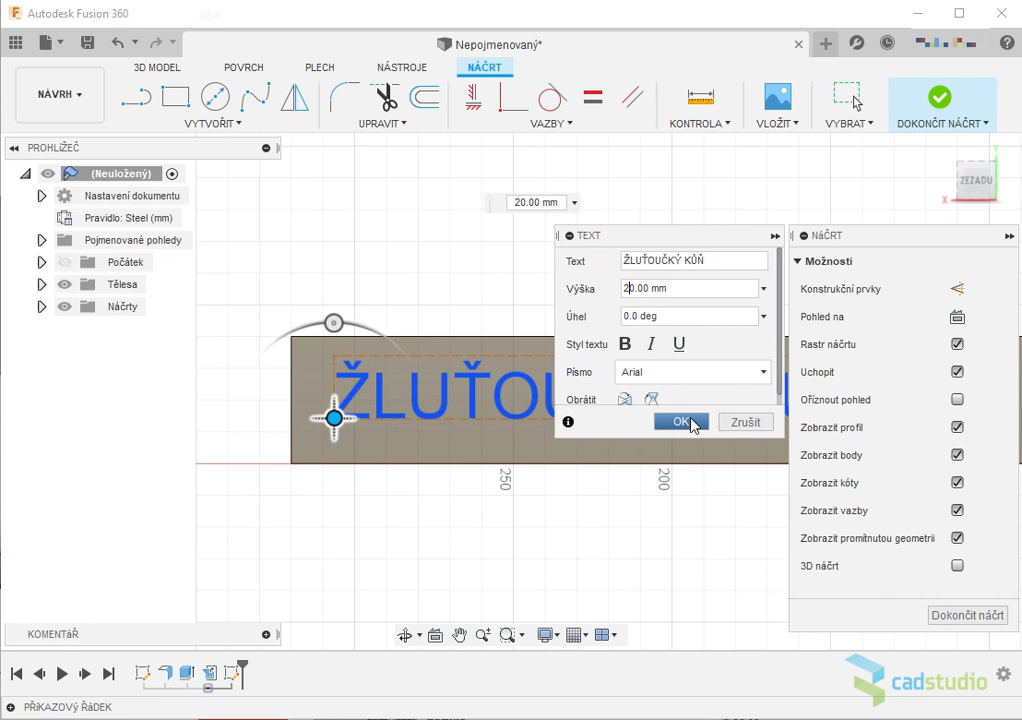 Autodesk Fusion 360
Nepojmenovaný*
NÁVRH
3D MODEL
POVRCH
PLECH
NÁSTROJE
NÁČRT
VYTVOŘIT
UPRAVIT
VAZBY
KONTROLA
VLOŽIT
VYBRAT
DOKONČIT NÁČRT
PROHLÍŽEČ
(Neuložený)
Nastavení dokumentu
Pravidlo: Steel (mm)
Pojmenované pohledy
Počátek
Tělesa
Náčrty
20.00 mm
ZEZADU
X
TEXT
Text ŽLUŤOUČKÝ KŮŇ
Výška 20.00 mm
Úhel 0.0 deg
Styl textu B I U
Písmo Arial
Obrátit
OK Zrušit
NÁČRT
Možnosti
Konstrukční prvky
Pohled na
Rastr náčrtu
Uchopit
Oříznout pohled
Zobrazit profil
Zobrazit body
Zobrazit kóty
Zobrazit vazby
Zobrazit promítnutou geometrii
3D náčrt
Dokončit náčrt
ŽLUŤOU
250
200
KOMENTÁŘ
cadstudio
PŘÍKAZOVÝ ŘÁDEK